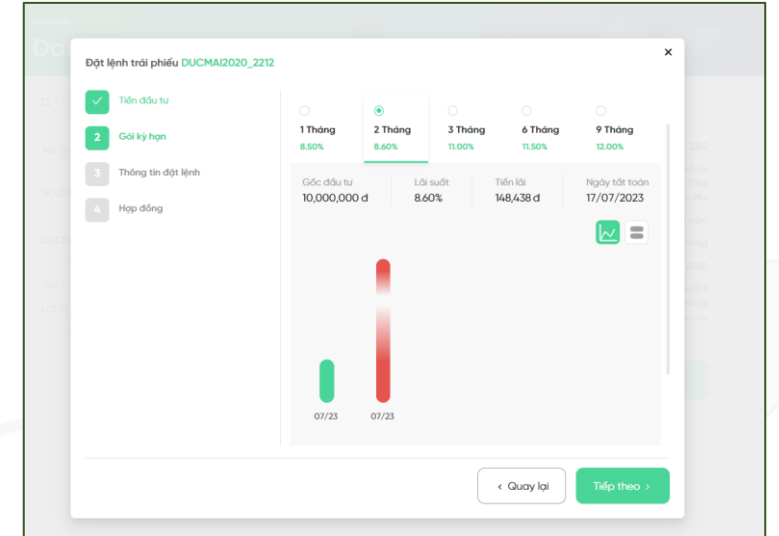 Đặt lệnh trái phiếu DUCMAI2020_2212
×
Tiền đầu tư
2 Gói kỳ hạn
3 Thông tin đặt lệnh
4 Hợp đồng
1 Tháng 2 Tháng 3 Tháng 6 Tháng 9 Tháng
8.50% 8.60% 11.00% 11.50% 12.00%
Gốc đầu tư Lãi suất Tiền lãi Ngày tất toán
10,000,000 đ 8.60% 148,438 đ 17/07/2023
07/23 07/23
‹ Quay lại Tiếp theo ›